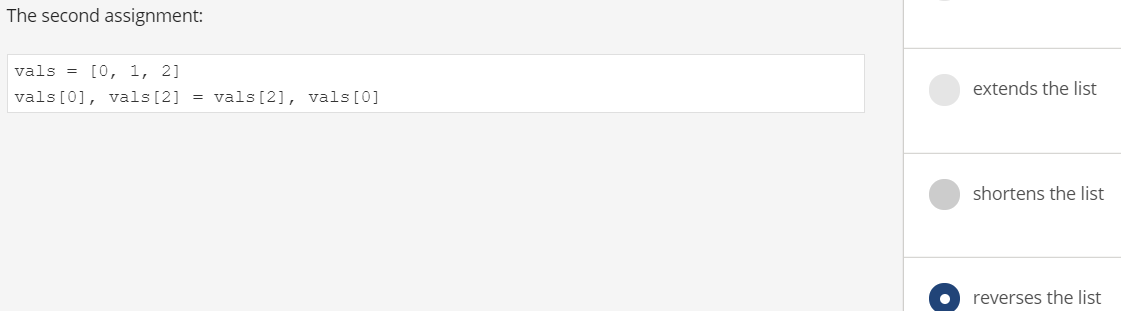 The second assignment:
vals = [0, 1, 2]
vals[0], vals[2] = vals[2], vals[0]
extends the list
shortens the list
reverses the list